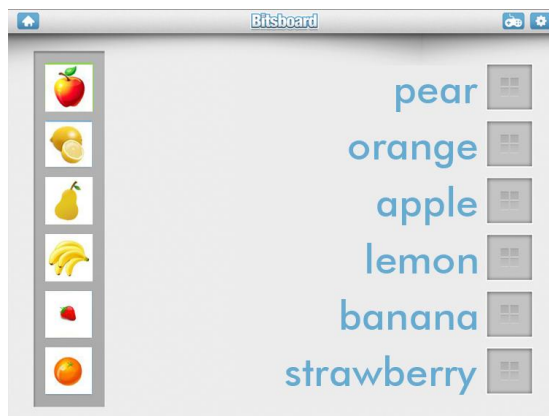 Bitsboard
pear
orange
apple
lemon
banana
strawberry